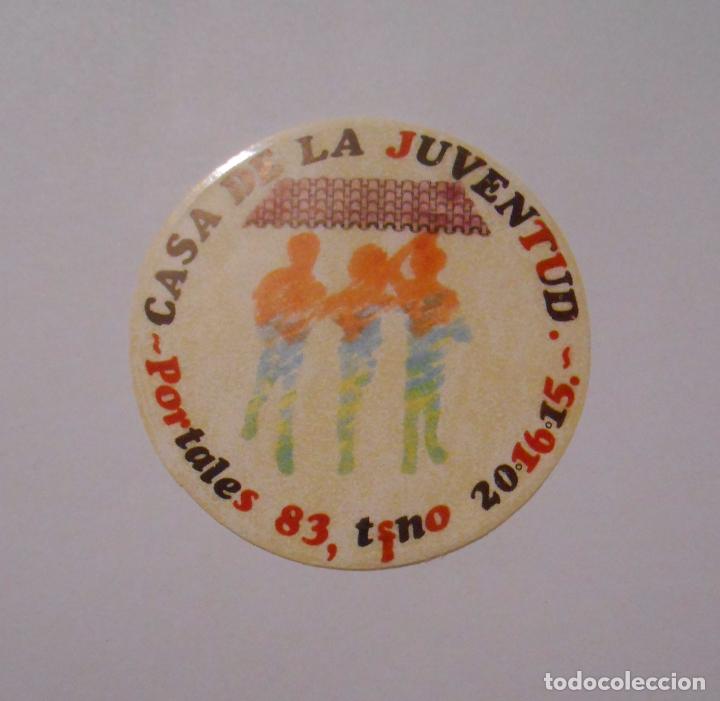 CASA DE LA JUVENTUD.
~Portales 83, tfno 20·16·15.~
todocoleccion